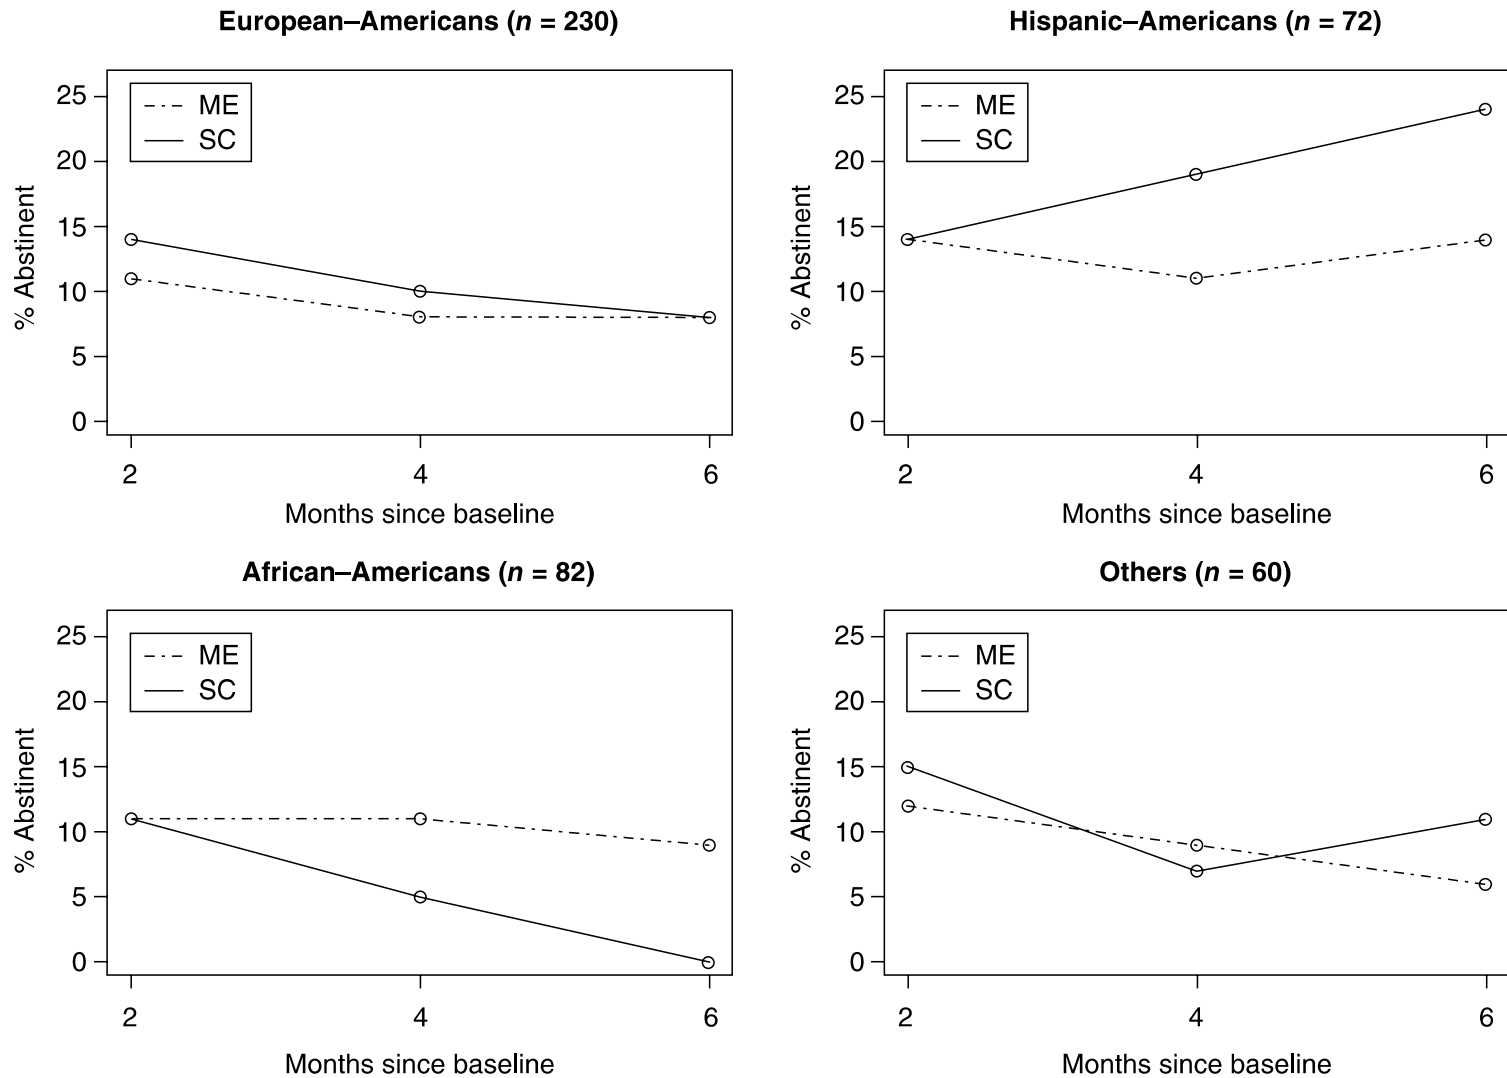 European–Americans (n = 230)
ME
SC
25
20
15
10
5
0
% Abstinent
2 4 6
Months since baseline
Hispanic–Americans (n = 72)
ME
SC
25
20
15
10
5
0
% Abstinent
2 4 6
Months since baseline
African–Americans (n = 82)
ME
SC
25
20
15
10
5
0
% Abstinent
2 4 6
Months since baseline
Others (n = 60)
ME
SC
25
20
15
10
5
0
% Abstinent
2 4 6
Months since baseline